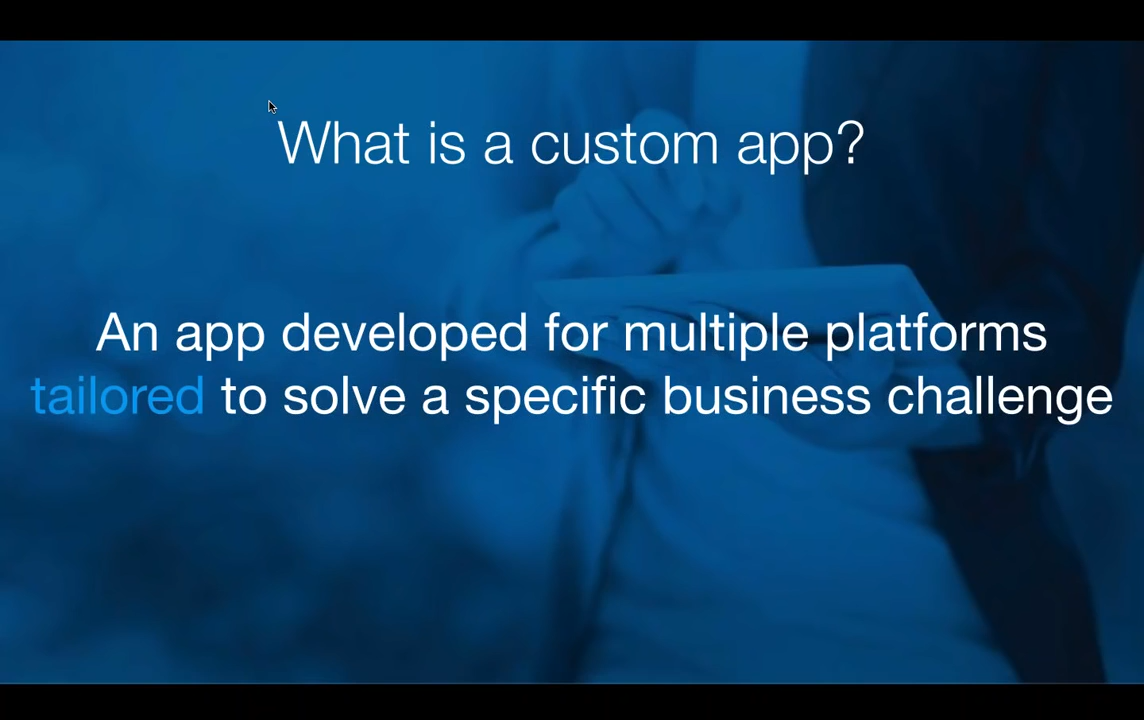 What is a custom app?
An app developed for multiple platforms
tailored to solve a specific business challenge